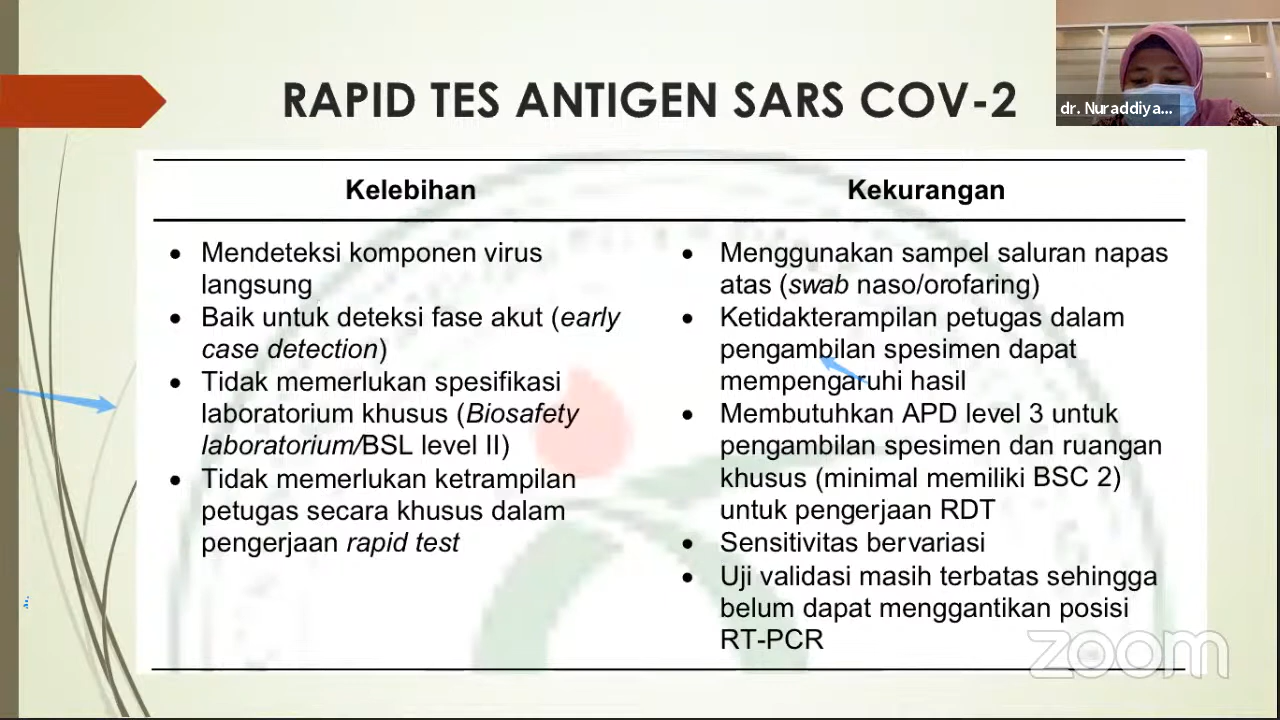 RAPID TES ANTIGEN SARS COV-2
dr. Nuraddiya...
Kelebihan
Mendeteksi komponen virus
langsung
Baik untuk deteksi fase akut (early
case detection)
Tidak memerlukan spesifikasi
laboratorium khusus (Biosafety
laboratorium/BSL level II)
Tidak memerlukan ketrampilan
petugas secara khusus dalam
pengerjaan rapid test
Kekurangan
Menggunakan sampel saluran napas
atas (swab naso/orofaring)
Ketidakterampilan petugas dalam
pengambilan spesimen dapat
mempengaruhi hasil
Membutuhkan APD level 3 untuk
pengambilan spesimen dan ruangan
khusus (minimal memiliki BSC 2)
untuk pengerjaan RDT
Sensitivitas bervariasi
Uji validasi masih terbatas sehingga
belum dapat menggantikan posisi
RT-PCR
zoom